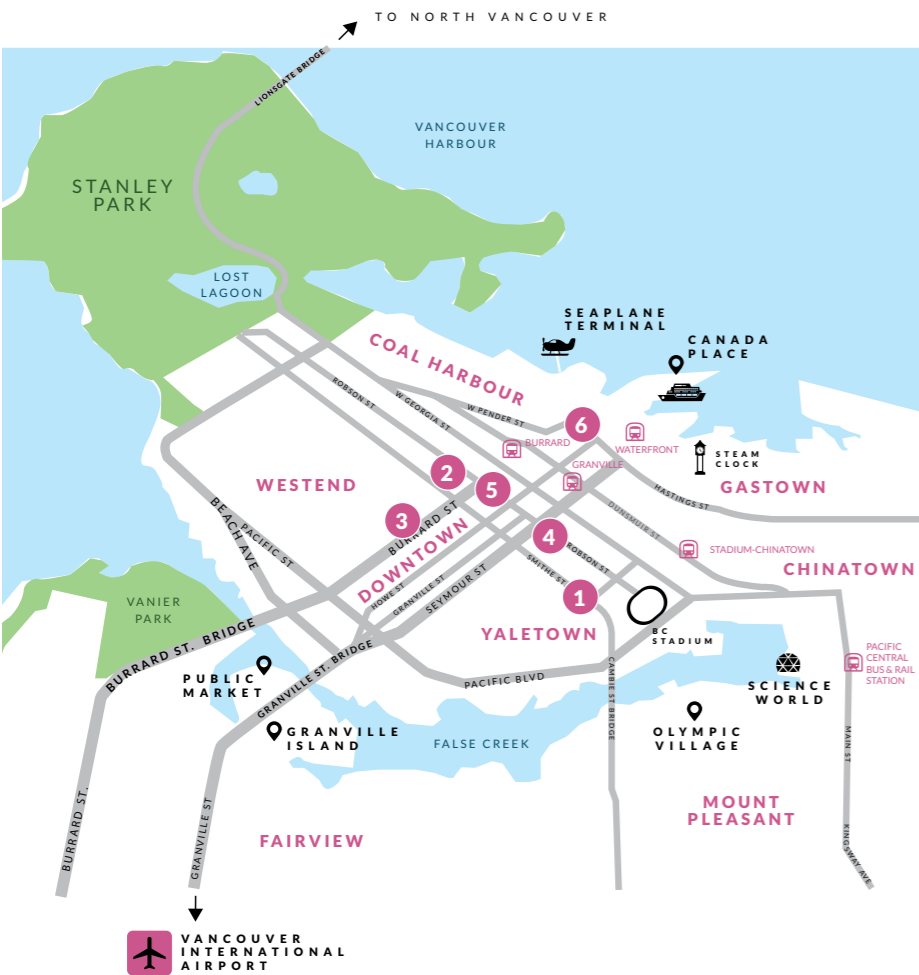 TO NORTH VANCOUVER
LIONSGATE BRIDGE
VANCOUVER
HARBOUR
STANLEY
PARK
LOST
LAGOON
SEAPLANE
TERMINAL
CANADA
PLACE
COAL HARBOUR
ROBSON ST
W GEORGIA ST
W PENDER ST
6
BURRARD
WATERFRONT
GRANVILLE
STEAM
CLOCK
GASTOWN
HASTINGS ST
WESTEND
2
5
3
4
1
BURRARD ST
DOWNTOWN
DUNSMUIR ST
STADIUM-CHINATOWN
CHINATOWN
BEACH AVE
PACIFIC ST
HOWE ST
GRANVILLE ST
SEYMOUR ST
SMITHE ST
ROBSON ST
YALETOWN
BC
STADIUM
VANIER
PARK
BURRARD ST. BRIDGE
GRANVILLE ST. BRIDGE
PACIFIC BLVD
CAMBIE ST. BRIDGE
PUBLIC
MARKET
GRANVILLE
ISLAND
FALSE CREEK
SCIENCE
WORLD
OLYMPIC
VILLAGE
PACIFIC
CENTRAL
BUS & RAIL
STATION
MAIN ST
KINGSWAY AVE
MOUNT
PLEASANT
FAIRVIEW
BURRARD ST.
GRANVILLE ST
VANCOUVER
INTERNATIONAL
AIRPORT